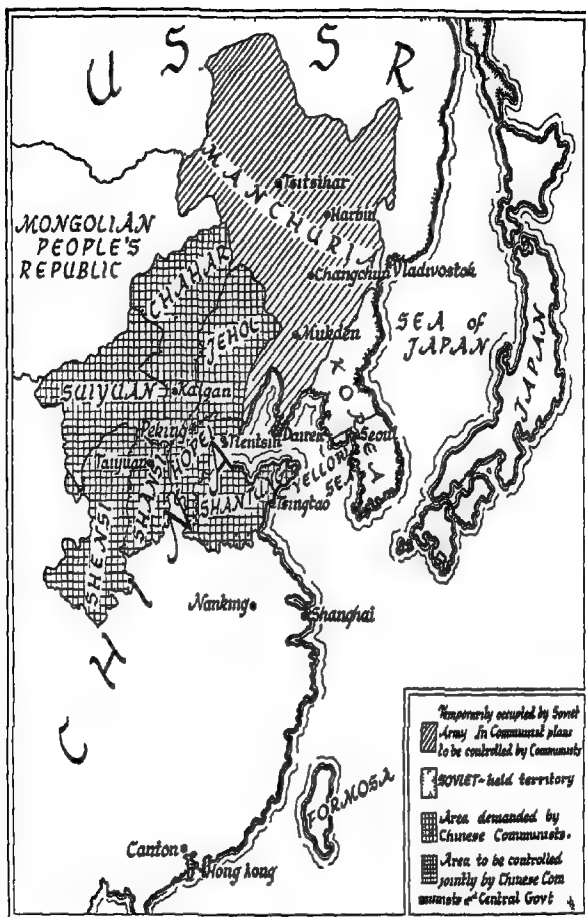 U S S R
MANCHURI
Tsitsihar
Harbin
MONGOLIAN
PEOPLE'S
REPUBLIC
CHAHAR
Changchun
Vladivostok
JEHOL
Mukden
SEA of
JAPAN
JAPAN
SUIYUAN
Kalgan
KOREA
Peking
Tientsin
Dairen
Seoul
Taiyuan
HOPEI
YELLOW
SEA
SHANSI
SHANTUNG
Tsingtao
SHENSI
Nanking
Shanghai
CHINA
FORMOSA
Canton
Hong kong
Temporarily occupied by Soviet
Army In Communist plans
to be controlled by Communists
SOVIET-held territory
Area demanded by
Chinese Communists.
Area to be controlled
jointly by Chinese Com
munists and Central Govt